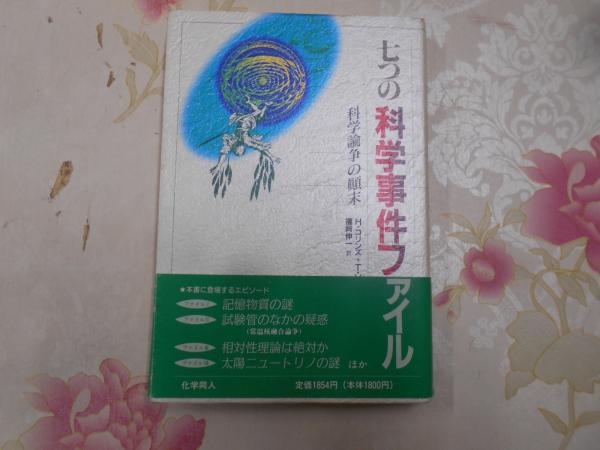 七つの科学事件ファイル
科学論争の顛末
H・コリンズ・T・
福岡伸一 訳
★本書に登場するエピソード
記憶物質の謎
試験管のなかの疑惑
(常温核融合論争)
相対性理論は絶対か
太陽ニュートリノの謎 ほか
化学同人
定価1854円(本体1800円)